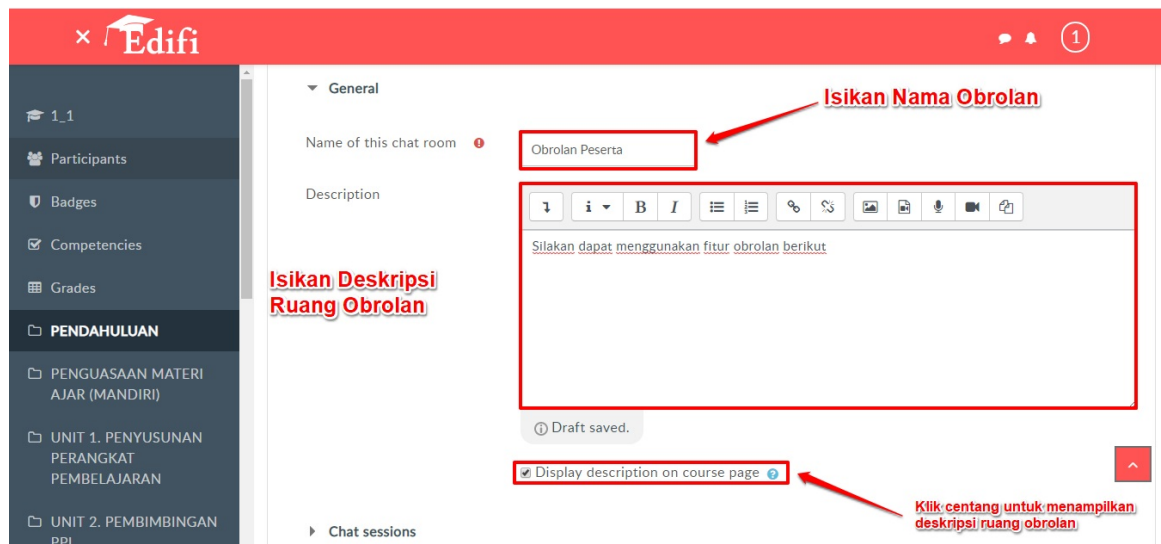 × Edifi
1
1_1
Participants
Badges
Competencies
Grades
PENDAHULUAN
PENGUASAAN MATERI
AJAR (MANDIRI)
UNIT 1. PENYUSUNAN
PERANGKAT
PEMBELAJARAN
UNIT 2. PEMBIMBINGAN
PPL
General
Isikan Nama Obrolan
Name of this chat room
Obrolan Peserta
Description
i B I
Silakan dapat menggunakan fitur obrolan berikut
Isikan Deskripsi
Ruang Obrolan
Draft saved.
Display description on course page
Klik centang untuk menampilkan
deskripsi ruang obrolan
Chat sessions